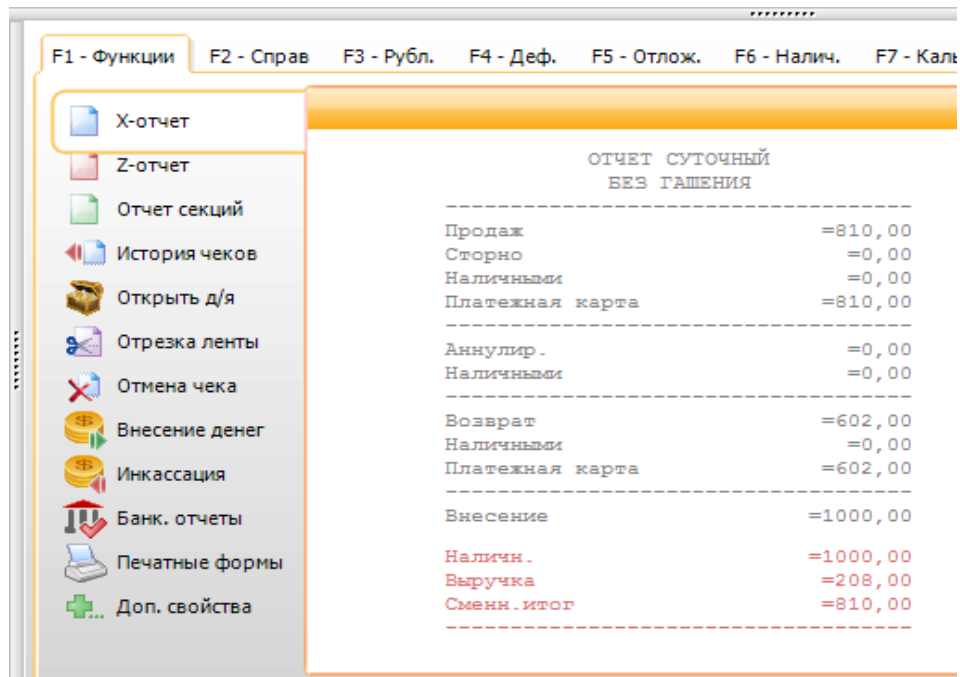 F1 - Функции F2 - Справ F3 - Рубл. F4 - Деф. F5 - Отлож. F6 - Налич. F7 - Каль
X-отчет
Z-отчет
Отчет секций
История чеков
Открыть д/я
Отрезка ленты
Отмена чека
Внесение денег
Инкассация
Банк. отчеты
Печатные формы
Доп. свойства
ОТЧЕТ СУТОЧНЫЙ
БЕЗ ГАШЕНИЯ
------------------------------------
Продаж =810,00
Сторно =0,00
Наличными =0,00
Платежная карта =810,00
------------------------------------
Аннулир. =0,00
Наличными =0,00
------------------------------------
Возврат =602,00
Наличными =0,00
Платежная карта =602,00
------------------------------------
Внесение =1000,00
Наличн. =1000,00
Выручка =208,00
Сменн.итог =810,00
------------------------------------